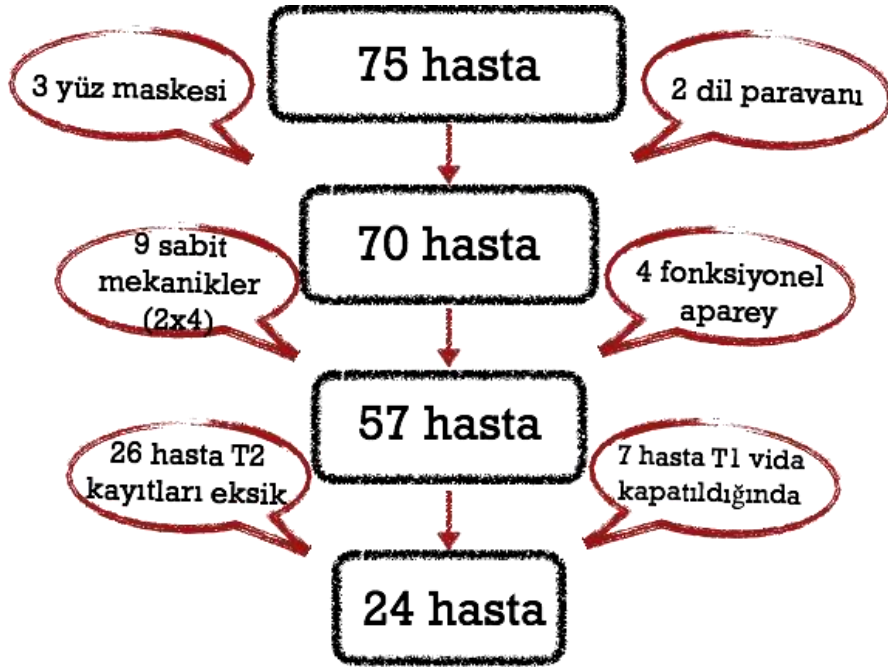 75 hasta
3 yüz maskesi
2 dil paravanı
70 hasta
9 sabit
mekanikler
(2x4)
4 fonksiyonel
aparey
57 hasta
26 hasta T2
kayıtları eksik
7 hasta T1 vida
kapatıldığında
24 hasta